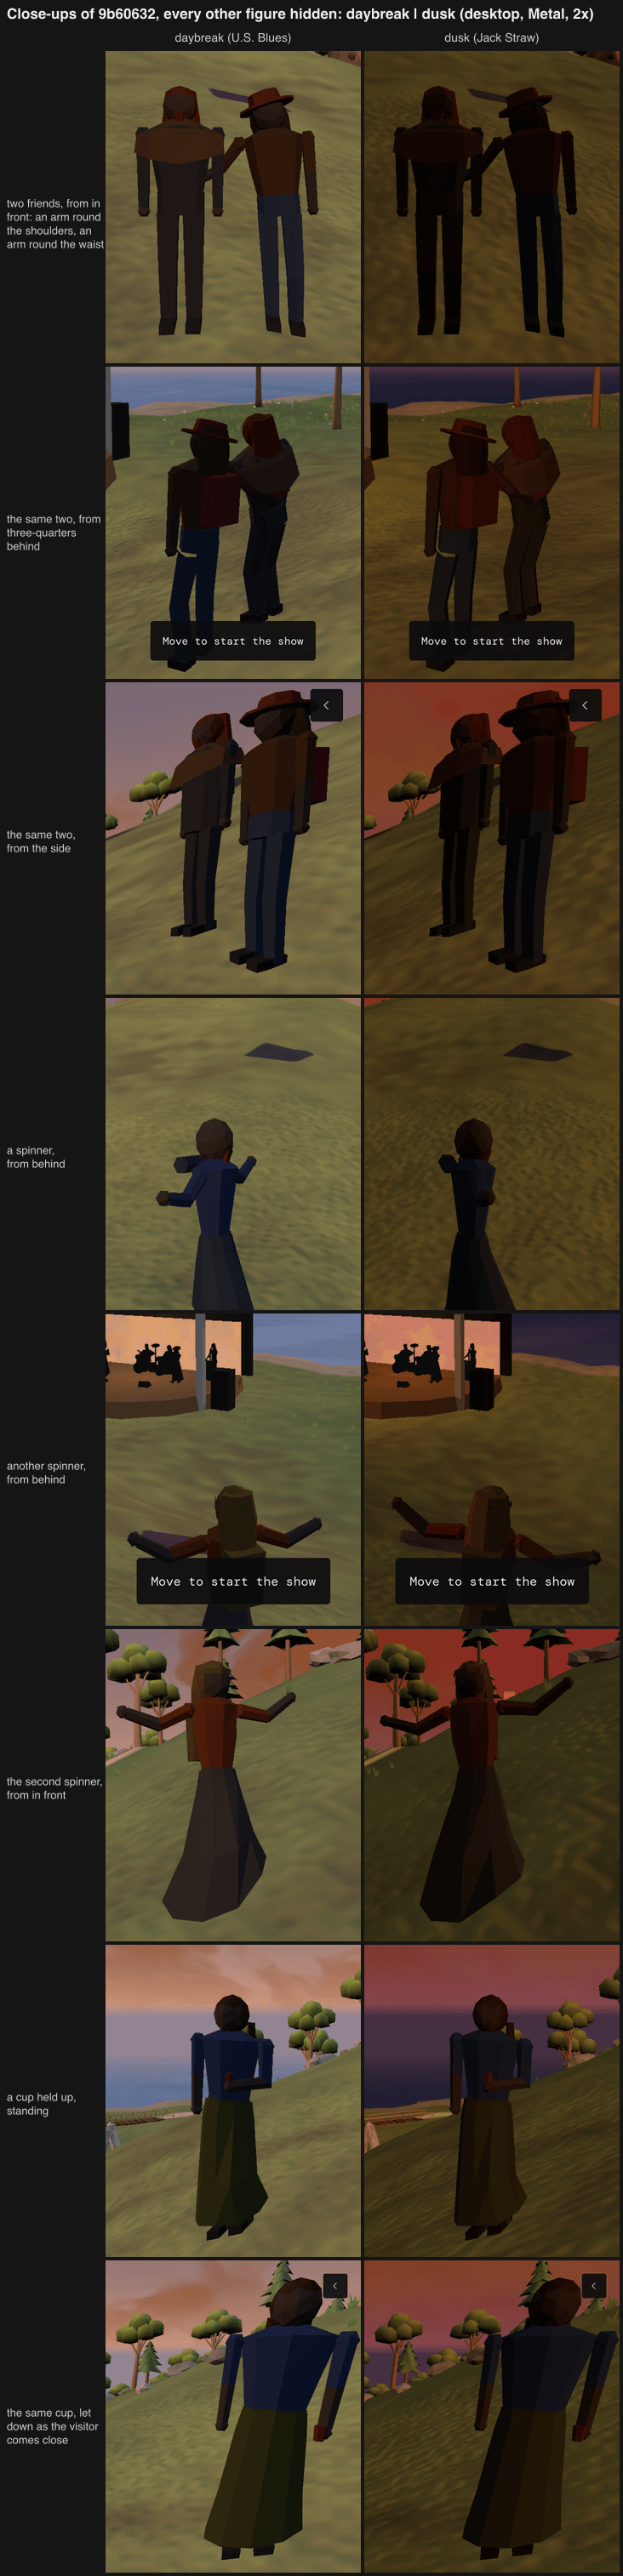 Close-ups of 9b60632, every other figure hidden: daybreak | dusk (desktop, Metal, 2x)
daybreak (U.S. Blues)
dusk (Jack Straw)
two friends, from in
front: an arm round
the shoulders, an
arm round the waist
the same two, from
three-quarters
behind
Move to start the show
Move to start the show
the same two,
from the side
a spinner,
from behind
another spinner,
from behind
Move to start the show
Move to start the show
the second spinner,
from in front
a cup held up,
standing
the same cup, let
down as the visitor
comes close